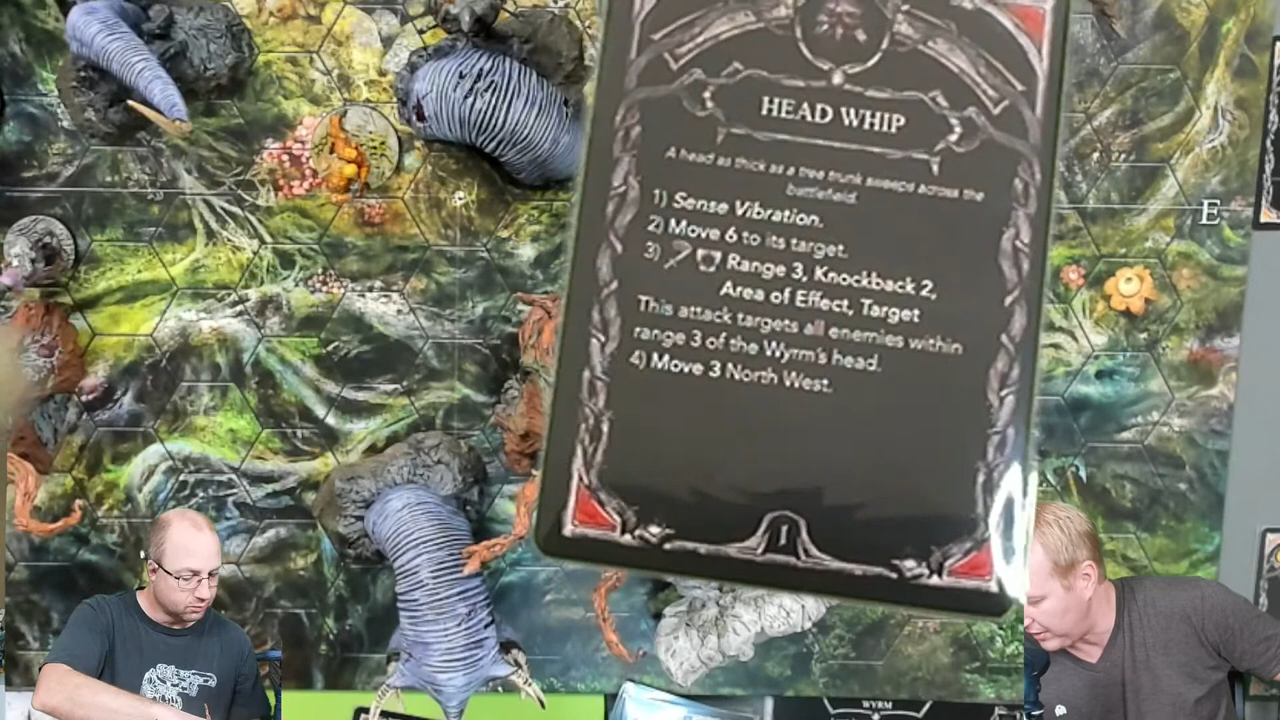 HEAD WHIP
A head as thick as a tree trunk sweeps across the
battlefield.
1) Sense Vibration.
2) Move 6 to its target.
3) Range 3, Knockback 2,
Area of Effect, Target
This attack targets all enemies within
range 3 of the Wyrm's head.
4) Move 3 North West.
I
E
WYRM